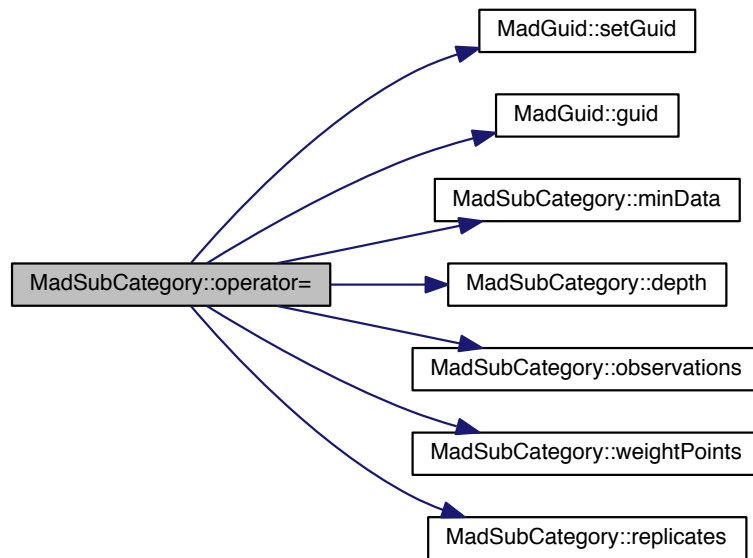 MadGuid::setGuid
MadGuid::guid
MadSubCategory::minData
MadSubCategory::operator=
MadSubCategory::depth
MadSubCategory::observations
MadSubCategory::weightPoints
MadSubCategory::replicates